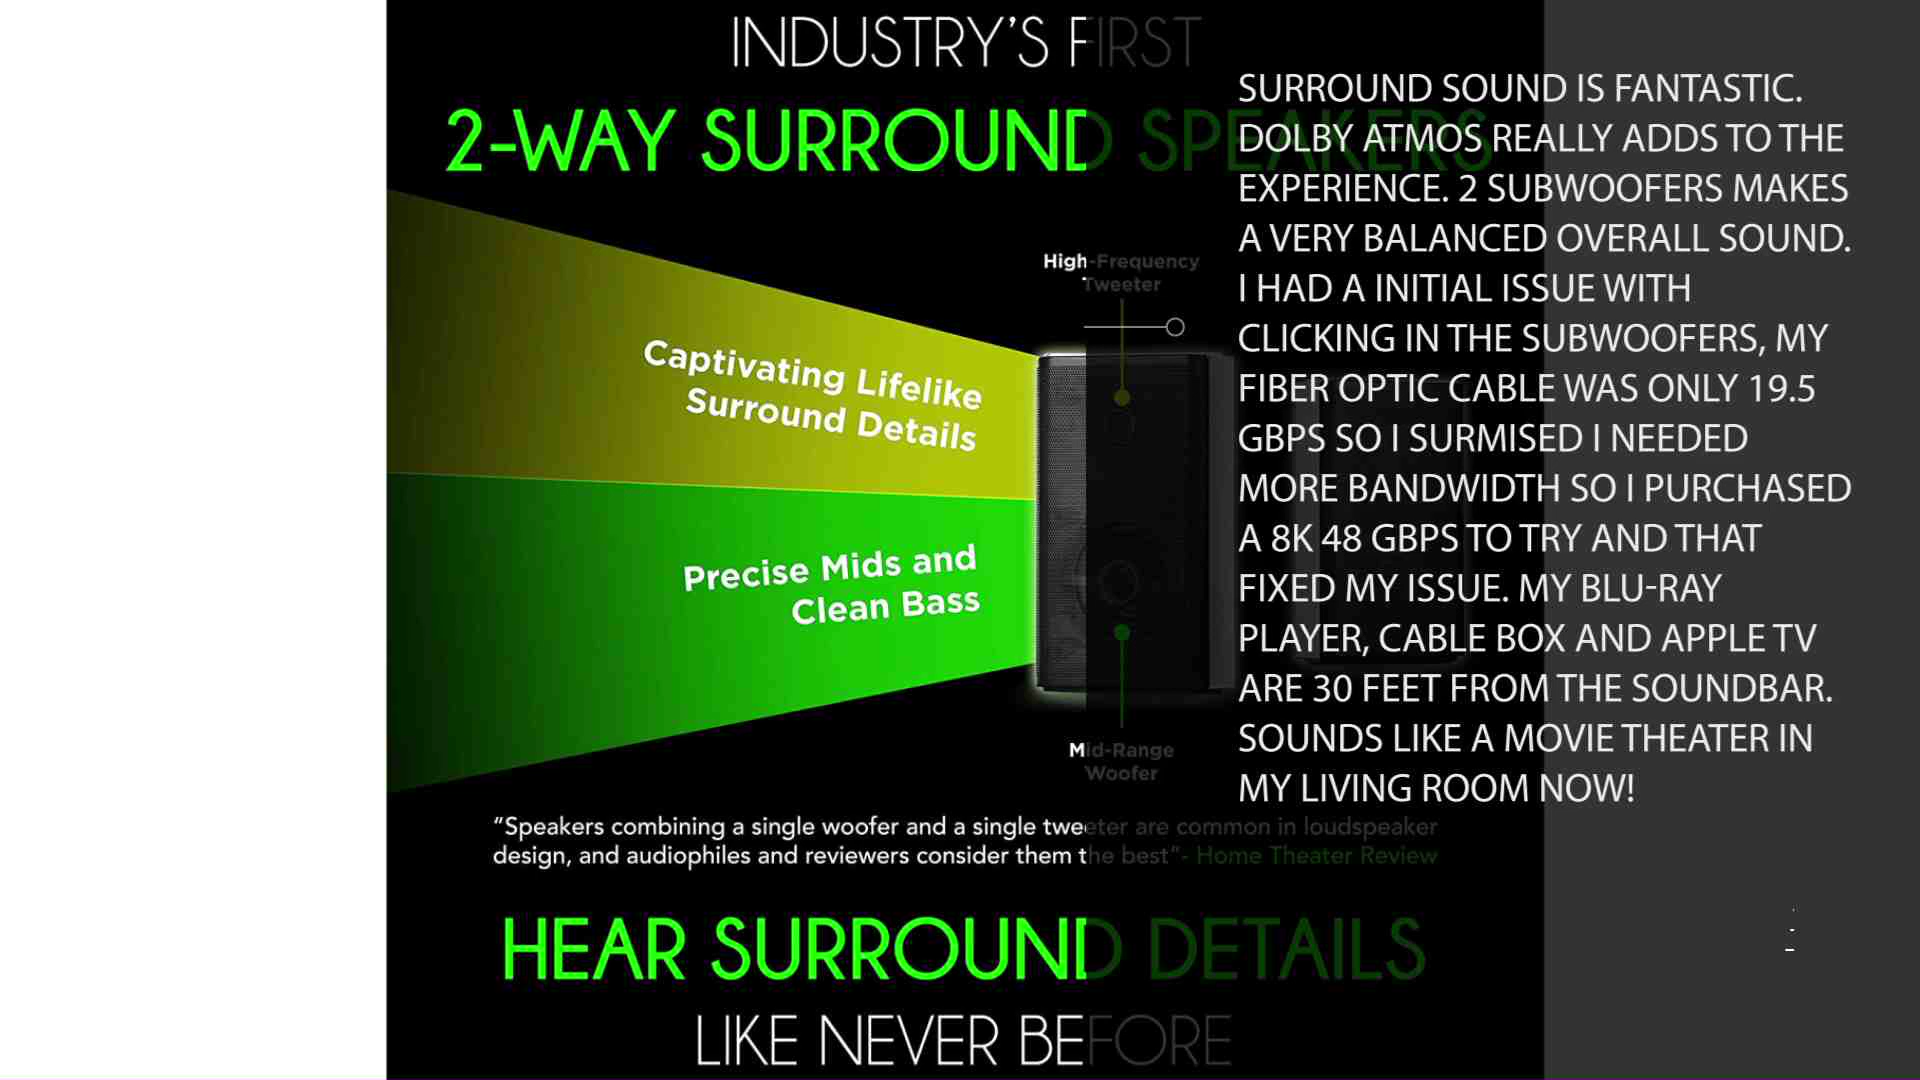 INDUSTRY'S FIRST
2-WAY SURROUND SPEAKERS
High-Frequency
Tweeter
Captivating Lifelike
Surround Details
Precise Mids and
Clean Bass
Mid-Range
Woofer
"Speakers combining a single woofer and a single tweeter are common in loudspeaker
design, and audiophiles and reviewers consider them the best"- Home Theater Review
HEAR SURROUND DETAILS
LIKE NEVER BEFORE
SURROUND SOUND IS FANTASTIC.
DOLBY ATMOS REALLY ADDS TO THE
EXPERIENCE. 2 SUBWOOFERS MAKES
A VERY BALANCED OVERALL SOUND.
I HAD A INITIAL ISSUE WITH
CLICKING IN THE SUBWOOFERS, MY
FIBER OPTIC CABLE WAS ONLY 19.5
GBPS SO I SURMISED I NEEDED
MORE BANDWIDTH SO I PURCHASED
A 8K 48 GBPS TO TRY AND THAT
FIXED MY ISSUE. MY BLU-RAY
PLAYER, CABLE BOX AND APPLE TV
ARE 30 FEET FROM THE SOUNDBAR.
SOUNDS LIKE A MOVIE THEATER IN
MY LIVING ROOM NOW!